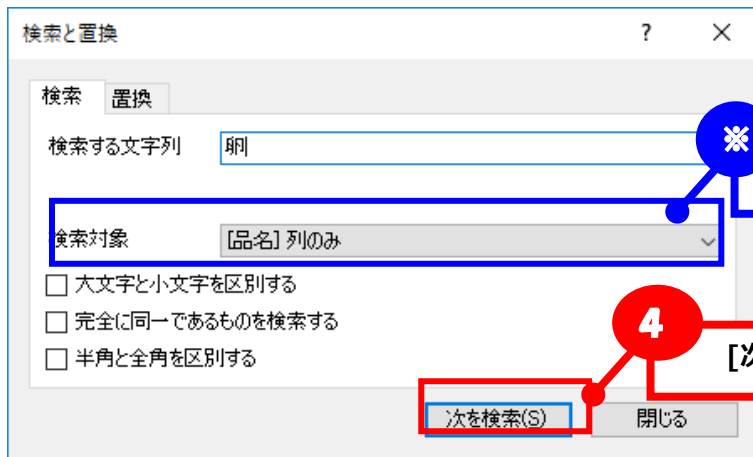 検索と置換
検索 置換
検索する文字列 卵
※
検索対象 [品名] 列のみ
大文字と小文字を区別する
完全に同一であるものを検索する
半角と全角を区別する
4
[次
次を検索(S) 閉じる